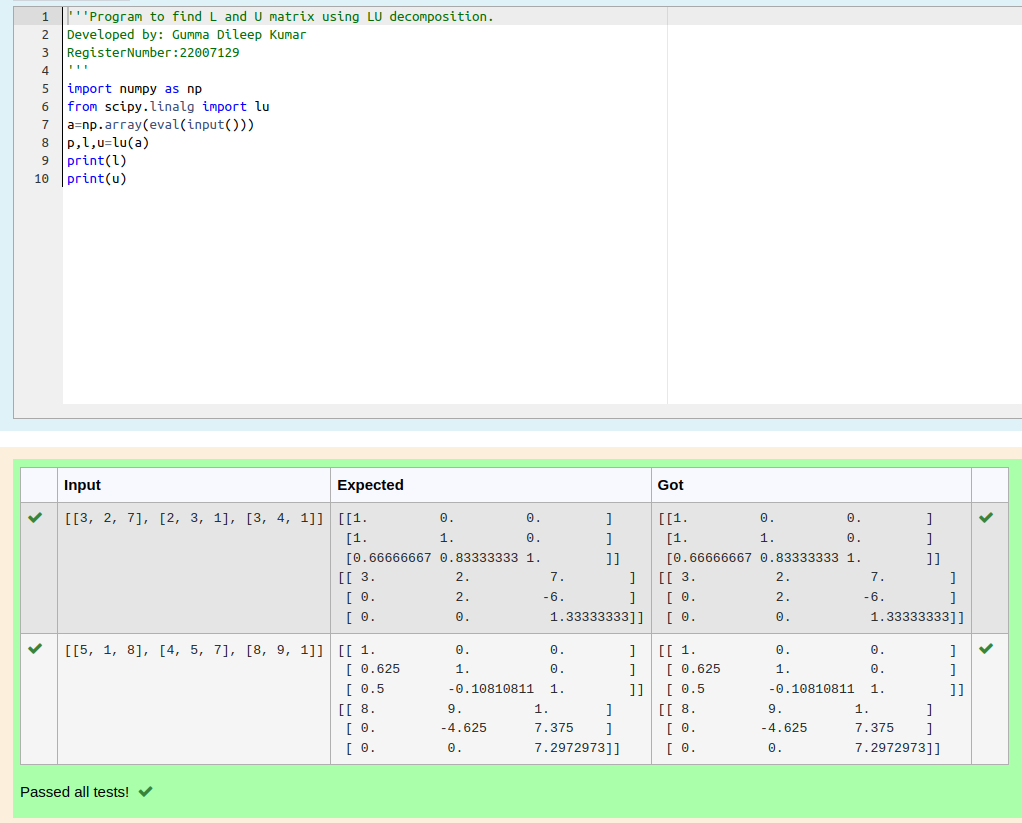 1 '''Program to find L and U matrix using LU decomposition.
2 Developed by: Gumma Dileep Kumar
3 RegisterNumber:22007129
4 '''
5 import numpy as np
6 from scipy.linalg import lu
7 a=np.array(eval(input()))
8 p,l,u=lu(a)
9 print(l)
10 print(u)
Input Expected Got
[[3, 2, 7], [2, 3, 1], [3, 4, 1]] [[1. 0. 0. ] [[1. 0. 0. ]
[1. 1. 0. ] [1. 1. 0. ]
[0.66666667 0.83333333 1. ]] [0.66666667 0.83333333 1. ]]
[[ 3. 2. 7. ] [[ 3. 2. 7. ]
[ 0. 2. -6. ] [ 0. 2. -6. ]
[ 0. 0. 1.33333333]] [ 0. 0. 1.33333333]]
[[5, 1, 8], [4, 5, 7], [8, 9, 1]] [[ 1. 0. 0. ] [[ 1. 0. 0. ]
[ 0.625 1. 0. ] [ 0.625 1. 0. ]
[ 0.5 -0.10810811 1. ]] [ 0.5 -0.10810811 1. ]]
[[ 8. 9. 1. ] [[ 8. 9. 1. ]
[ 0. -4.625 7.375 ] [ 0. -4.625 7.375 ]
[ 0. 0. 7.2972973]] [ 0. 0. 7.2972973]]
Passed all tests!